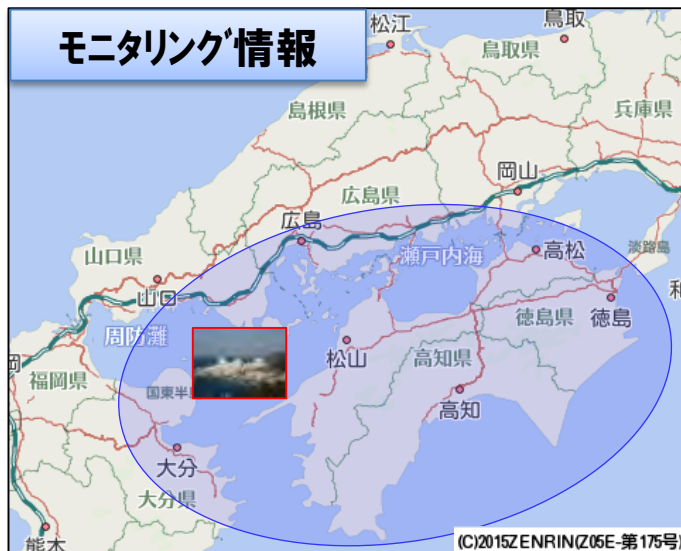 モニタリング情報
松江
鳥取
鳥取県
島根県
兵庫県
岡山
広島県
広島
山口県
瀬戸内海
高松
淡路島
山口
和
徳島県
徳島
周防灘
松山
高知県
岡
福岡県
国東半
高知
大分
大分県
熊本
(C)2015ZENRIN(Z05E-第175号)